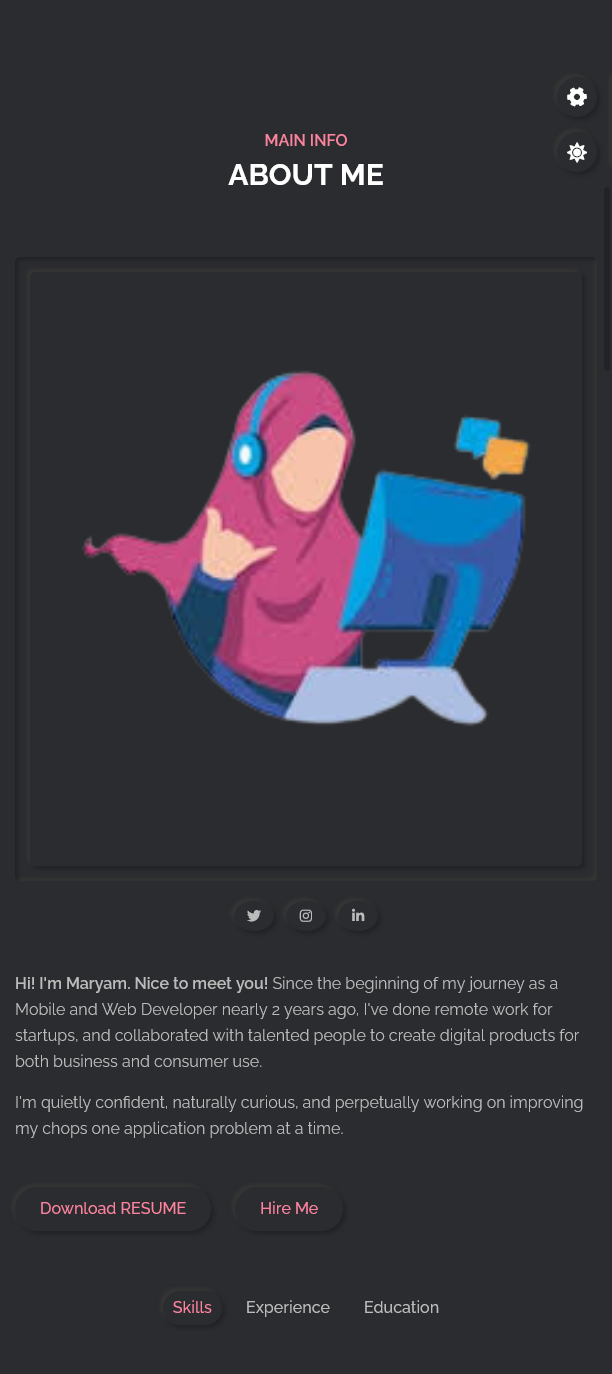 MAIN INFO
ABOUT ME
Hi! I'm Maryam. Nice to meet you! Since the beginning of my journey as a
Mobile and Web Developer nearly 2 years ago, I've done remote work for
startups, and collaborated with talented people to create digital products for
both business and consumer use.
I'm quietly confident, naturally curious, and perpetually working on improving
my chops one application problem at a time.
Download RESUME
Hire Me
Skills
Experience
Education